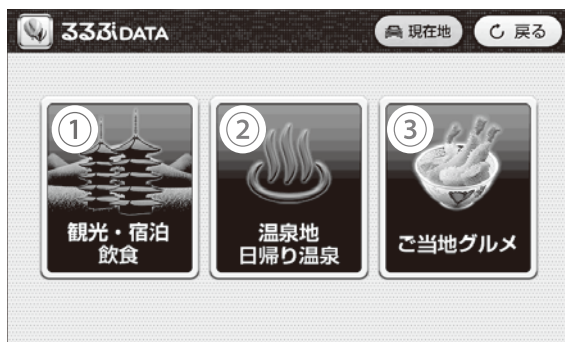 るるぶDATA
現在地
戻る
①
観光・宿泊
飲食
②
温泉地
日帰り温泉
③
ご当地グルメ